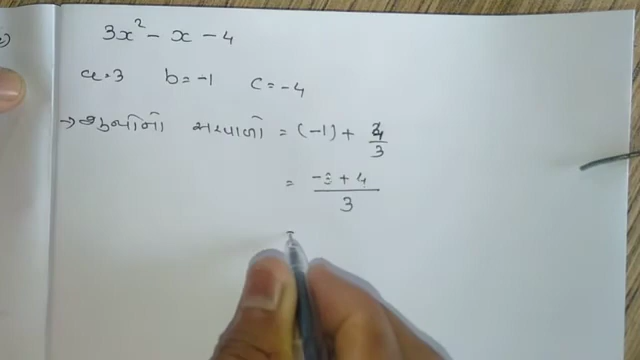 3x² - x - 4
a = 3 b = -1 c = -4
→ શૂન્યોનો સરવાળો = (-1) + 4/3
= (-3 + 4)/3